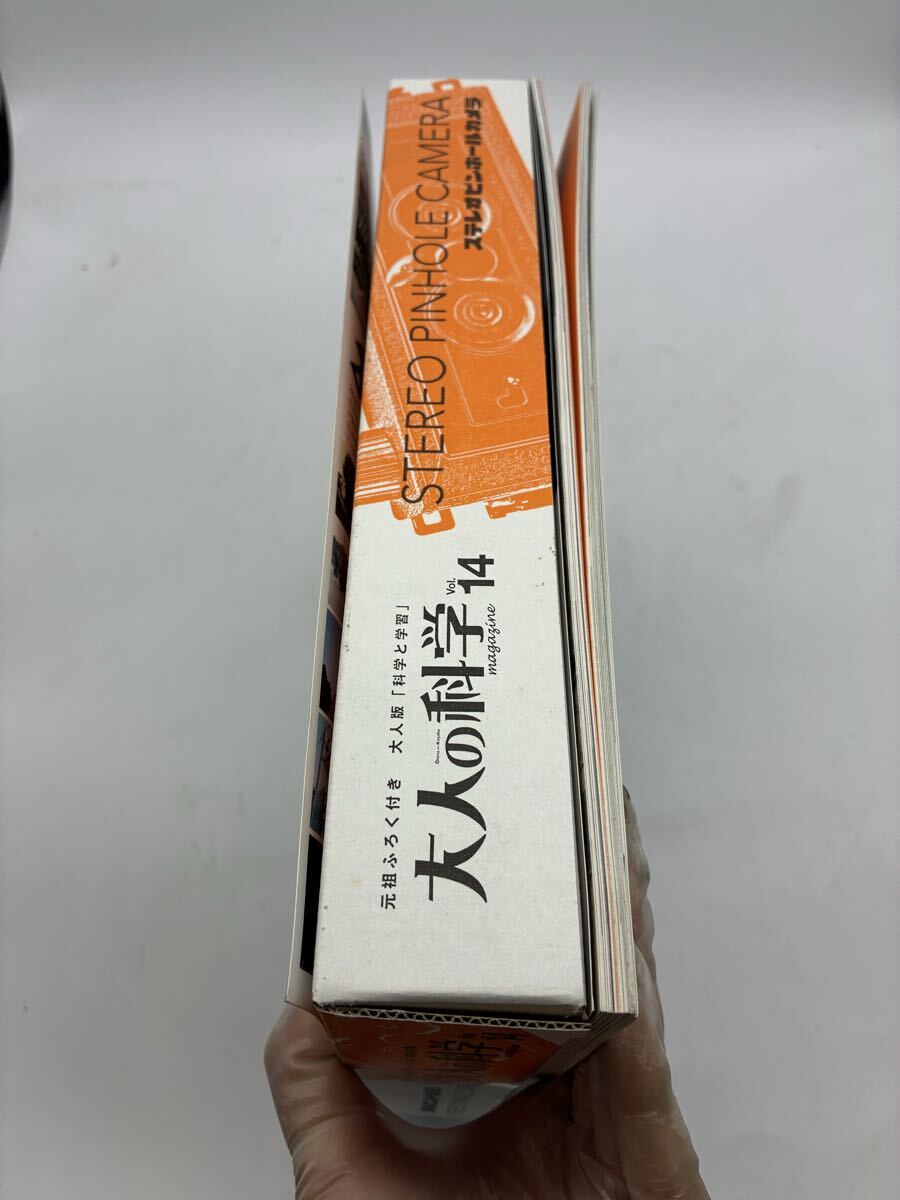 STEREO PINHOLE CAMERA
ステレオピンホールカメラ
元祖ふろく付き 大人版「科学と学習」
大人の科学
magazine
Vol.
14